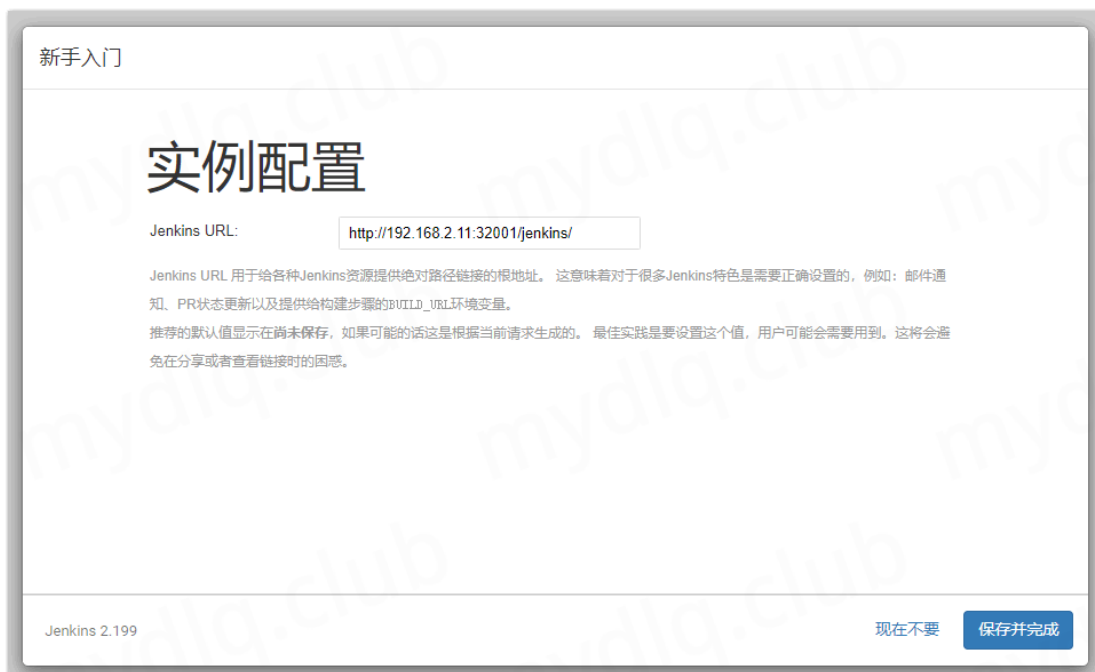 新手入门
实例配置
Jenkins URL: http://192.168.2.11:32001/jenkins/
Jenkins URL 用于给各种Jenkins资源提供绝对路径链接的根地址。 这意味着对于很多Jenkins特色是需要正确设置的，例如：邮件通
知、PR状态更新以及提供给构建步骤的BUILD_URL环境变量。
推荐的默认值显示在尚未保存，如果可能的话这是根据当前请求生成的。 最佳实践是要设置这个值，用户可能会需要用到。这将会避
免在分享或者查看链接时的困惑。
Jenkins 2.199 现在不要 保存并完成
mydlq.club